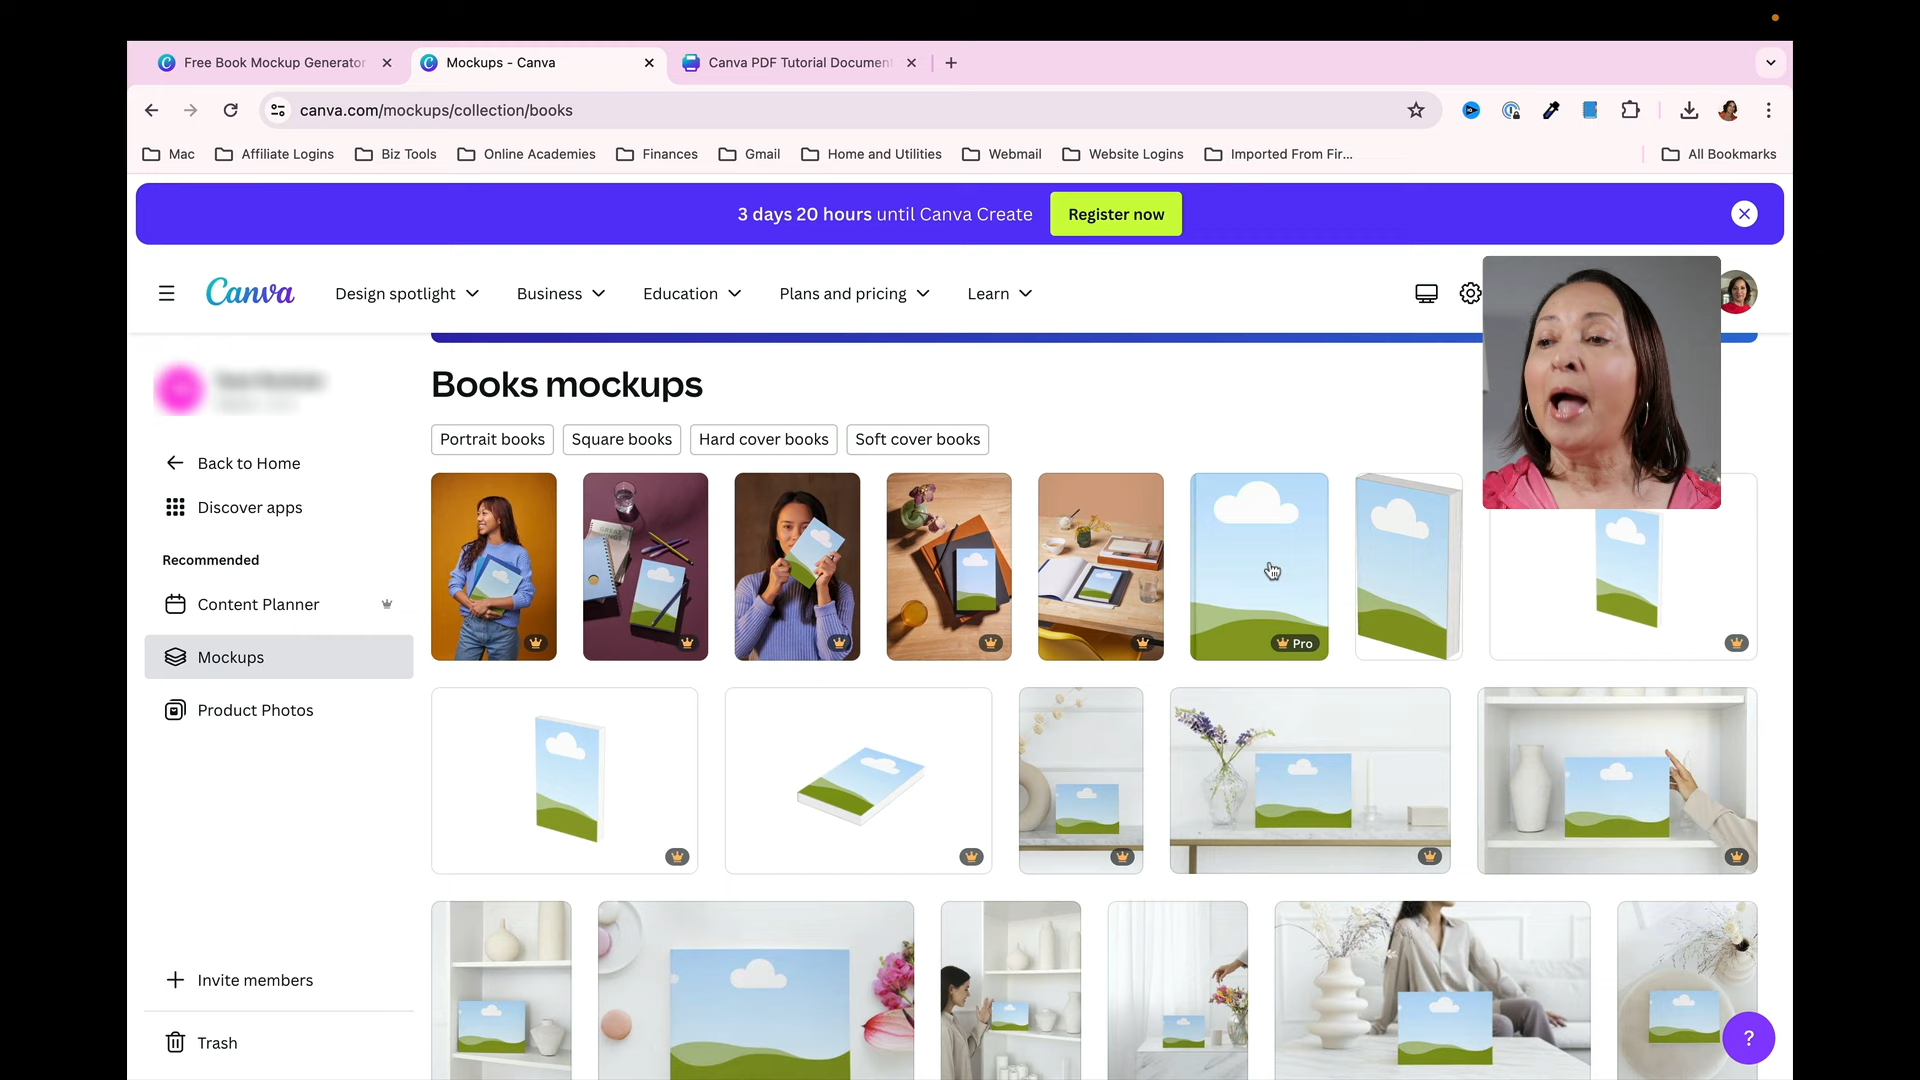 Free Book Mockup Generator
Mockups - Canva
Canva PDF Tutorial Document
canva.com/mockups/collection/books
Mac
Affiliate Logins
Biz Tools
Online Academies
Finances
Gmail
Home and Utilities
Webmail
Website Logins
Imported From Fir...
All Bookmarks
3 days 20 hours until Canva Create
Register now
Canva
Design spotlight
Business
Education
Plans and pricing
Learn
Books mockups
Portrait books
Square books
Hard cover books
Soft cover books
Back to Home
Discover apps
Recommended
Content Planner
Mockups
Product Photos
Pro
Invite members
Trash
?